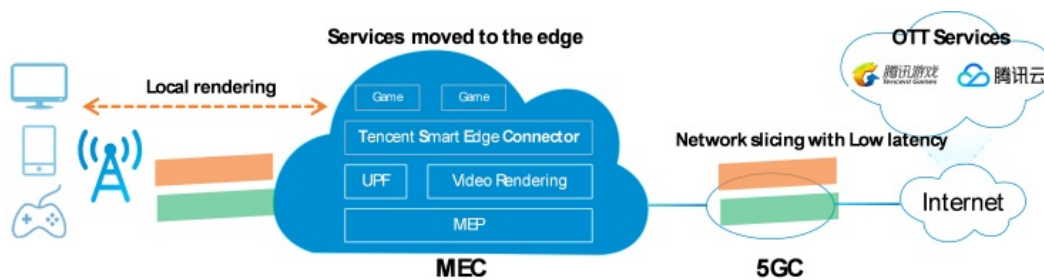 Services moved to the edge
OTT Services
腾讯游戏
Tencent Games
腾讯云
Local rendering
Game
Game
Tencent Smart Edge Connector
Network slicing with Low latency
UPF
Video Rendering
Internet
MEP
MEC
5GC